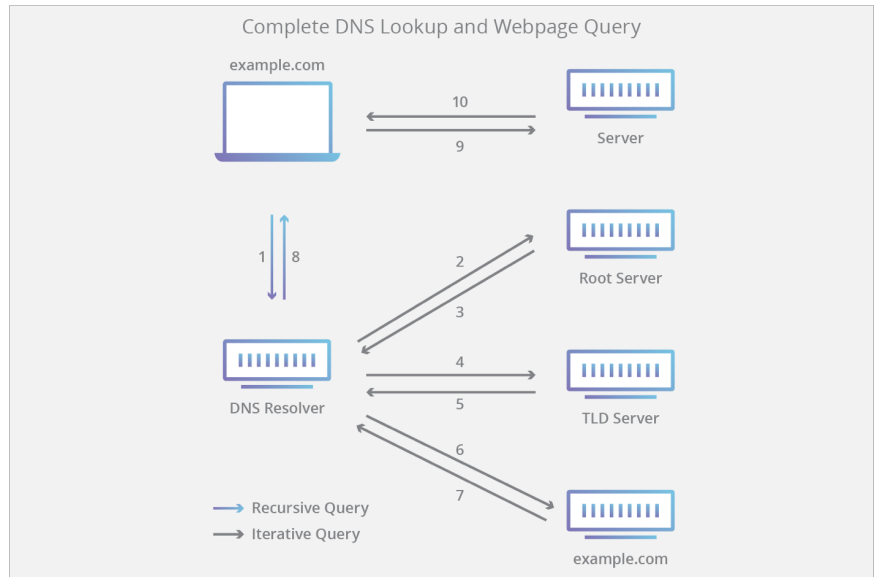 Complete DNS Lookup and Webpage Query
example.com
10
9
Server
1 8
2
3
Root Server
DNS Resolver
4
5
TLD Server
6
7
example.com
Recursive Query
Iterative Query